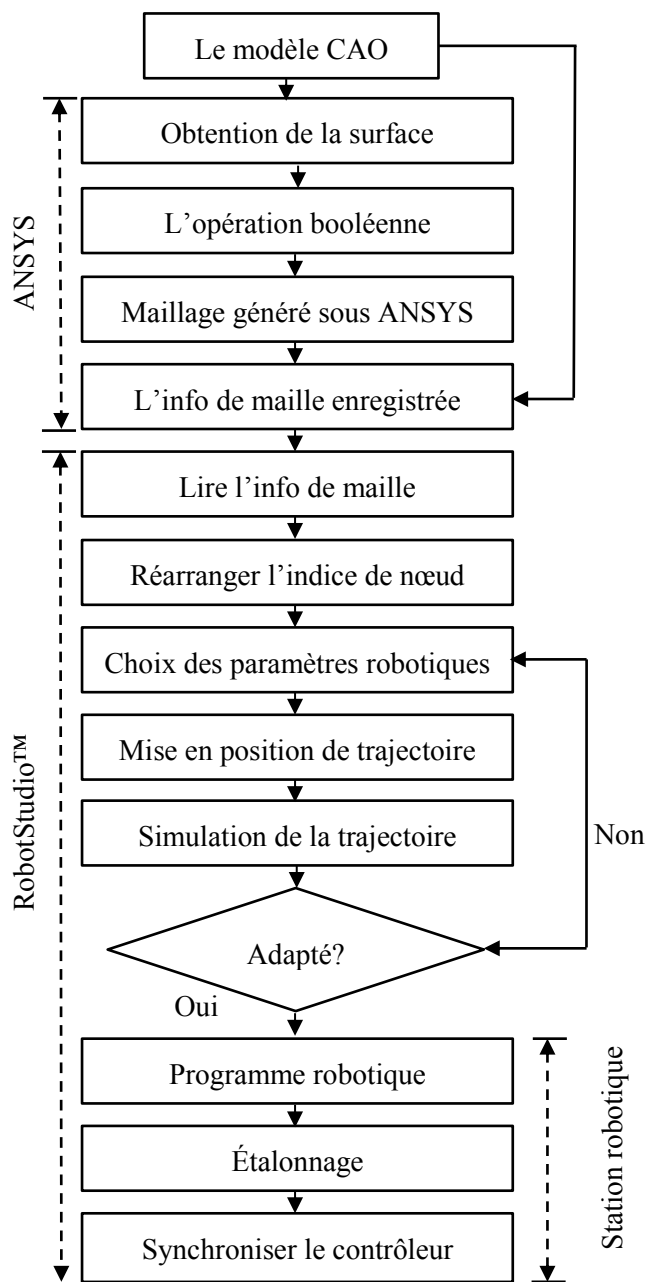 Le modèle CAO
Obtention de la surface
L’opération booléenne
Maillage généré sous ANSYS
L’info de maille enregistrée
ANSYS
Lire l’info de maille
Réarranger l’indice de nœud
Choix des paramètres robotiques
Mise en position de trajectoire
Simulation de la trajectoire
Non
Adapté?
Oui
RobotStudio™
Programme robotique
Étalonnage
Synchroniser le contrôleur
Station robotique